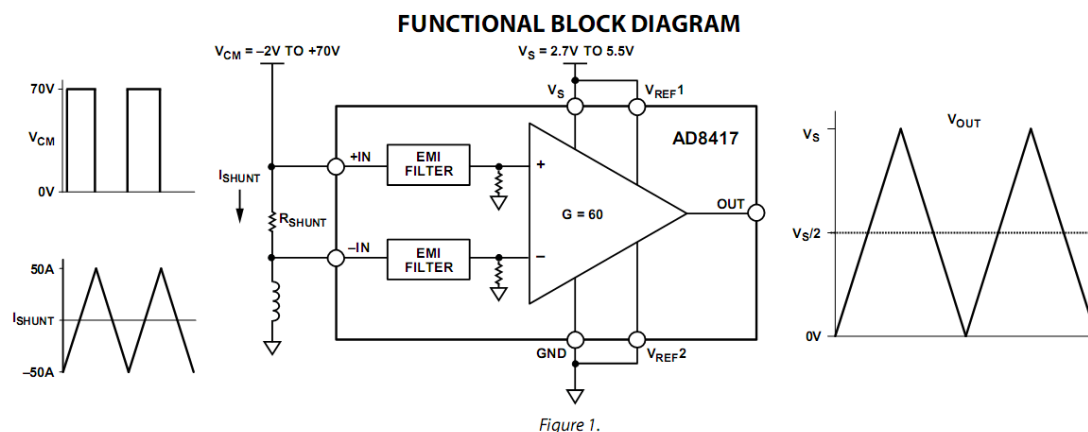 FUNCTIONAL BLOCK DIAGRAM
VCM = –2V TO +70V
VS = 2.7V TO 5.5V
70V
VCM
0V
ISHUNT
50A
ISHUNT
–50A
RSHUNT
+IN
–IN
EMI
FILTER
EMI
FILTER
VS
VREF1
AD8417
+
G = 60
–
OUT
GND
VREF2
VOUT
VS
VS/2
0V
Figure 1.